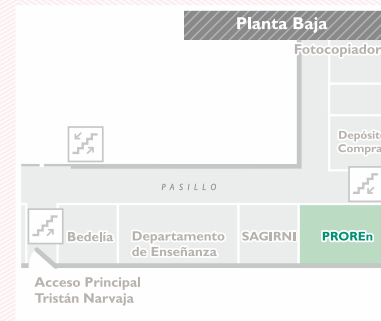 Planta Baja
Fotocopiador
Depósit
Compra
PASILLO
Bedelía
Departamento
de Enseñanza
SAGIRNI
PROREn
Acceso Principal
Tristán Narvaja